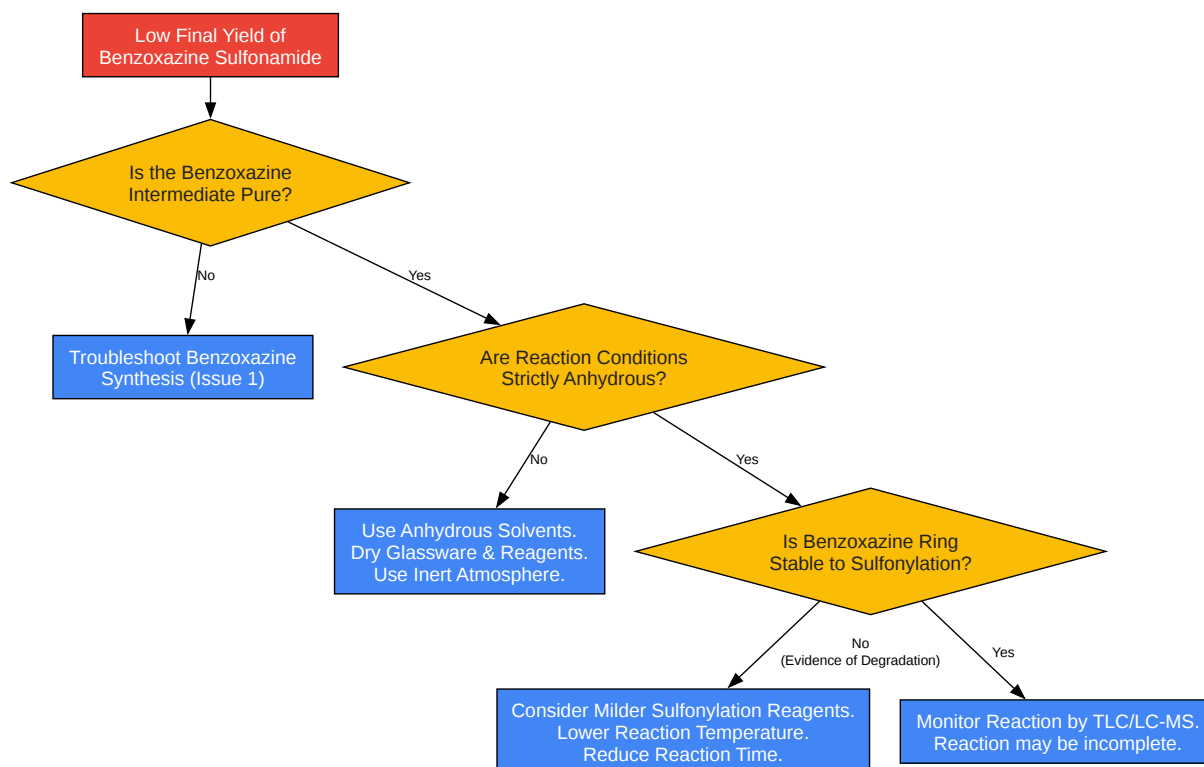 Low Final Yield of
Benzoxazine Sulfonamide
Is the Benzoxazine
Intermediate Pure?
No
Yes
Troubleshoot Benzoxazine
Synthesis (Issue 1)
Are Reaction Conditions
Strictly Anhydrous?
No
Yes
Use Anhydrous Solvents.
Dry Glassware & Reagents.
Use Inert Atmosphere.
Is Benzoxazine Ring
Stable to Sulfonylation?
No
(Evidence of Degradation)
Yes
Consider Milder Sulfonylation Reagents.
Lower Reaction Temperature.
Reduce Reaction Time.
Monitor Reaction by TLC/LC-MS.
Reaction may be incomplete.